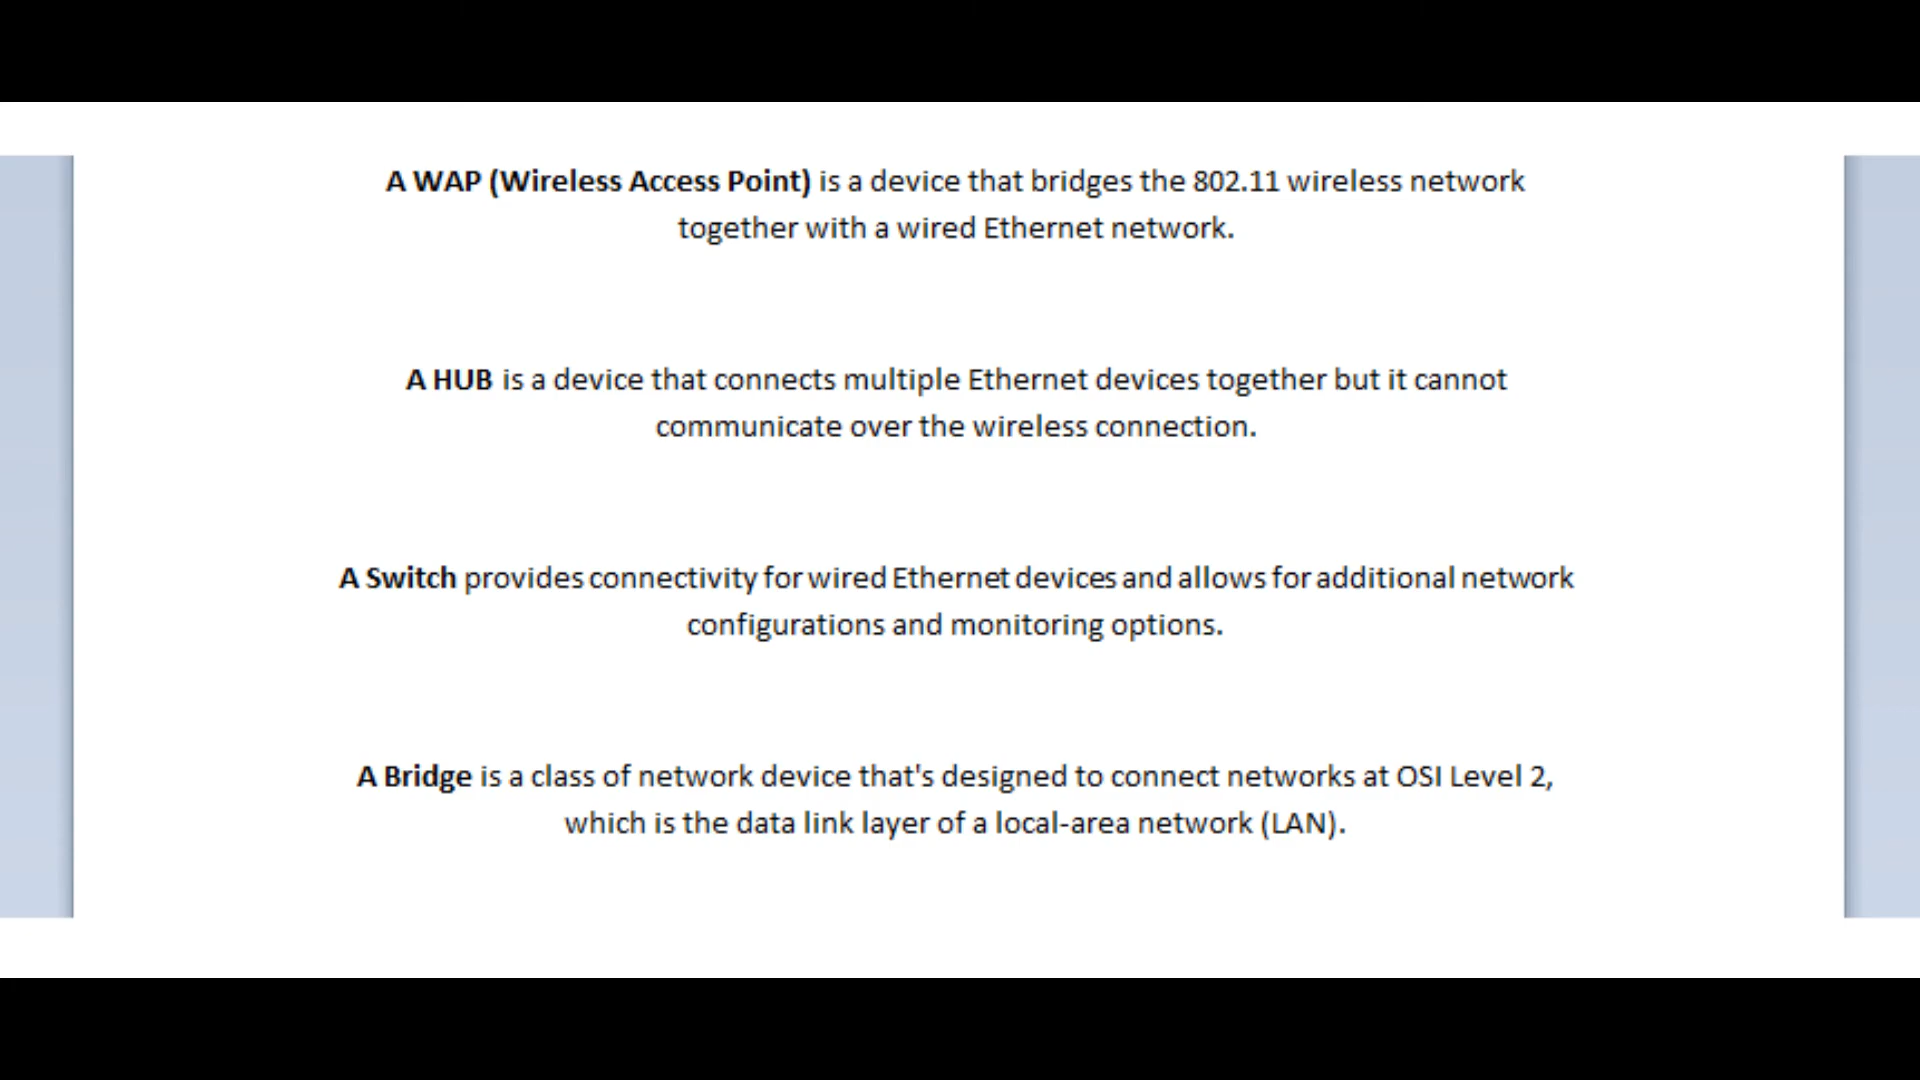 A WAP (Wireless Access Point) is a device that bridges the 802.11 wireless network
together with a wired Ethernet network.
A HUB is a device that connects multiple Ethernet devices together but it cannot
communicate over the wireless connection.
A Switch provides connectivity for wired Ethernet devices and allows for additional network
configurations and monitoring options.
A Bridge is a class of network device that's designed to connect networks at OSI Level 2,
which is the data link layer of a local-area network (LAN).